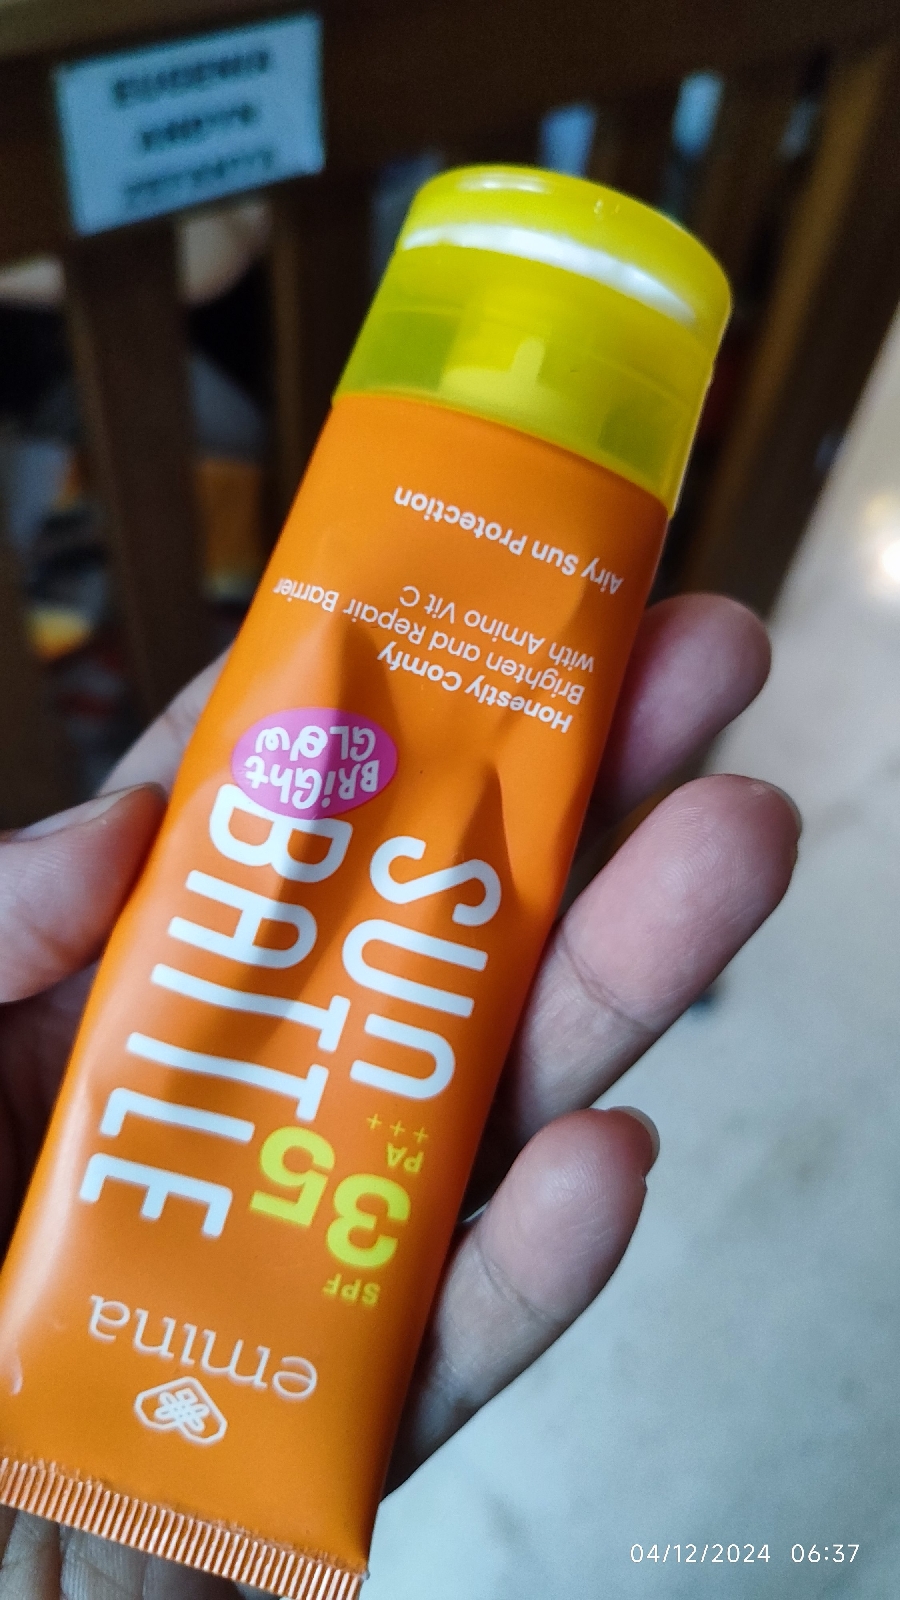 emina
SPF
35
PA
+++
SUN
BATTLE
BRiGht
GLOW
Honestly Comfy
Brighten and Repair Barrier
with Amino Vit C
Airy Sun Protection
EUGENIA
04/12/2024 06:37